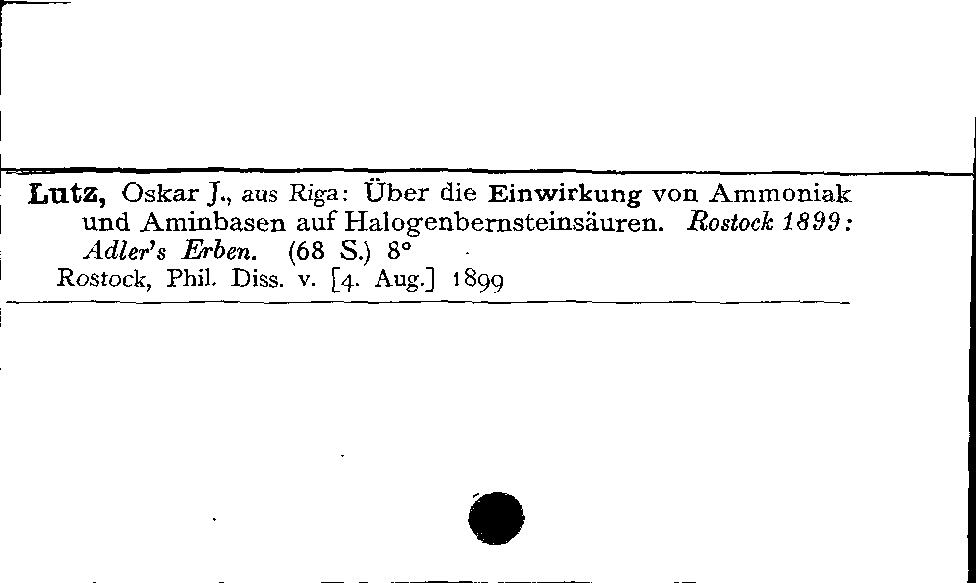 Lutz, Oskar J., aus Riga: Über die Einwirkung von Ammoniak
und Aminbasen auf Halogenbernsteinsäuren. Rostock 1899:
Adler's Erben. (68 S.) 8°
Rostock, Phil. Diss. v. [4. Aug.] 1899